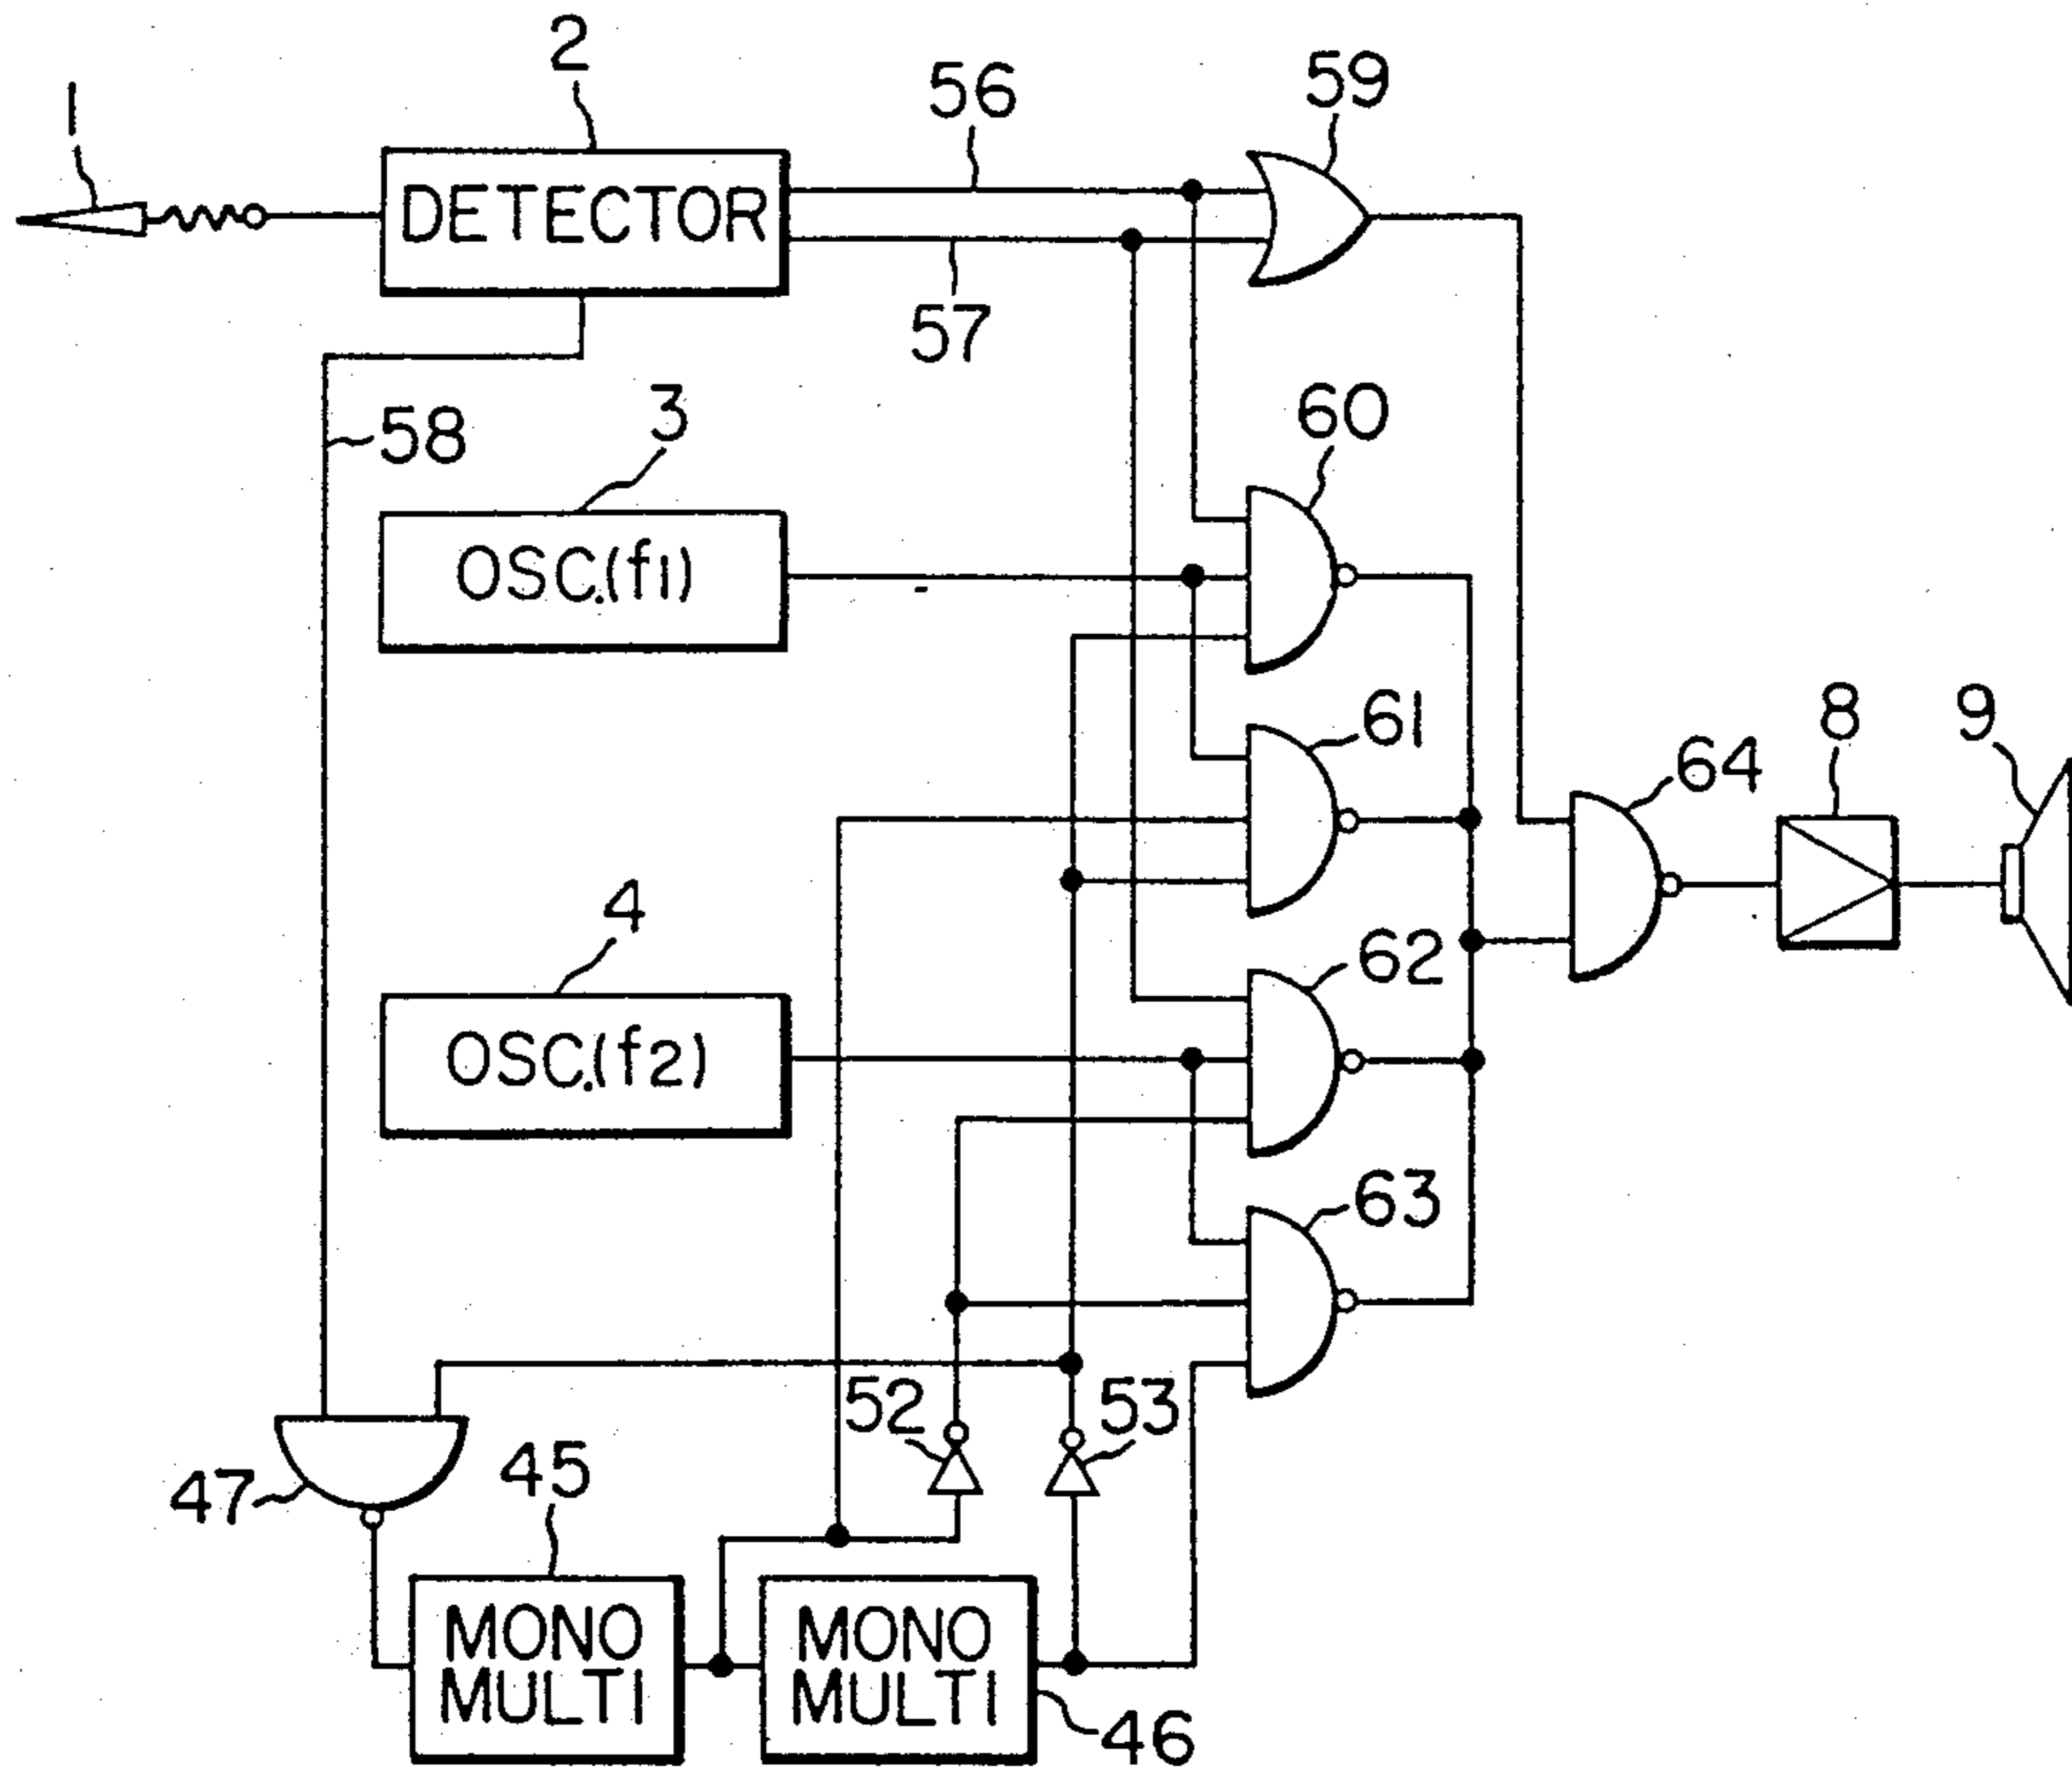 2
56
59
1
DETECTOR
57
58
3
60
OSC.(f1)
61
8
9
64
4
62
OSC.(f2)
63
52
53
47
45
MONO
MULTI
MONO
MULTI
46